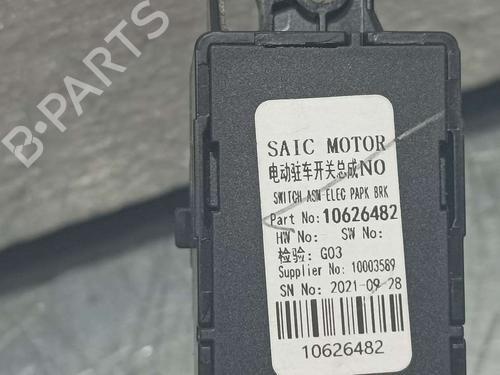 B-PARTS
SAIC MOTOR
电动驻车开关总成NO
SWITCH ASM ELEC PAPK BRK
Part No:10626482
HW No: SW No:
检验: G03
Supplier No: 10003589
SN No: 2021-09-28
10626482